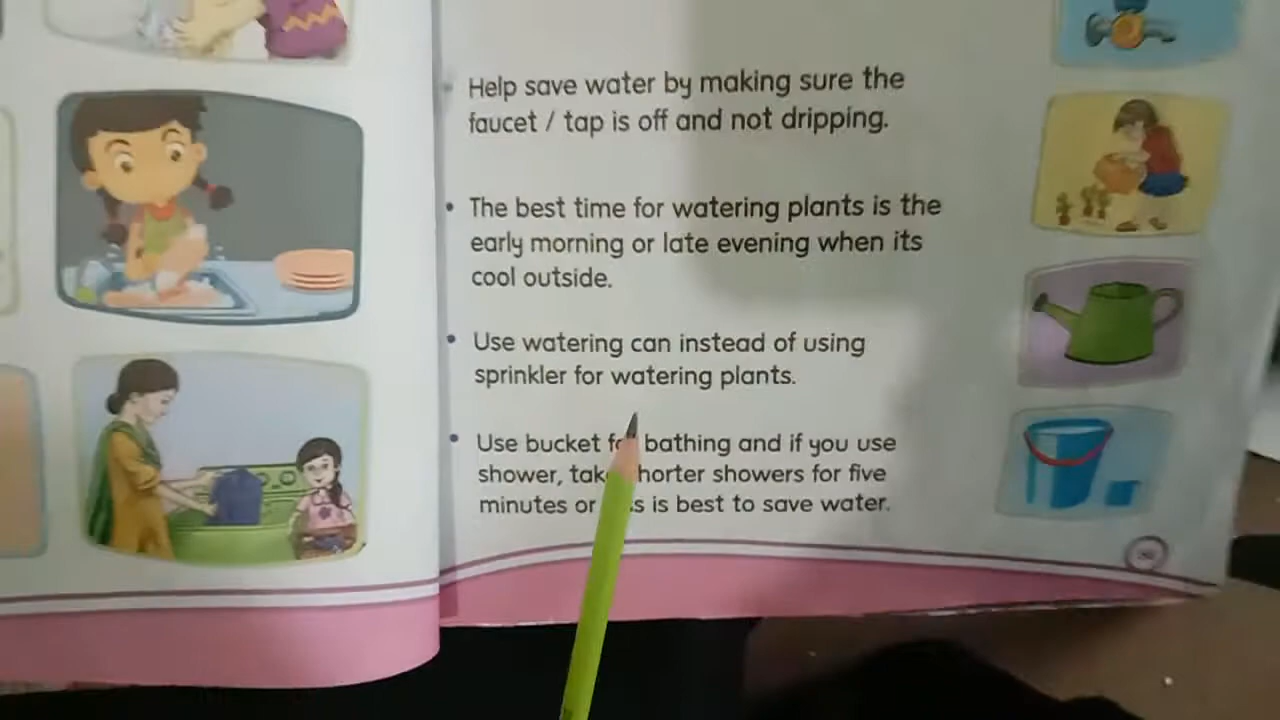 Help save water by making sure the
faucet / tap is off and not dripping.
• The best time for watering plants is the
early morning or late evening when its
cool outside.
• Use watering can instead of using
sprinkler for watering plants.
• Use bucket bathing and if you use
shower, showers for five
minutes or is best to save water.